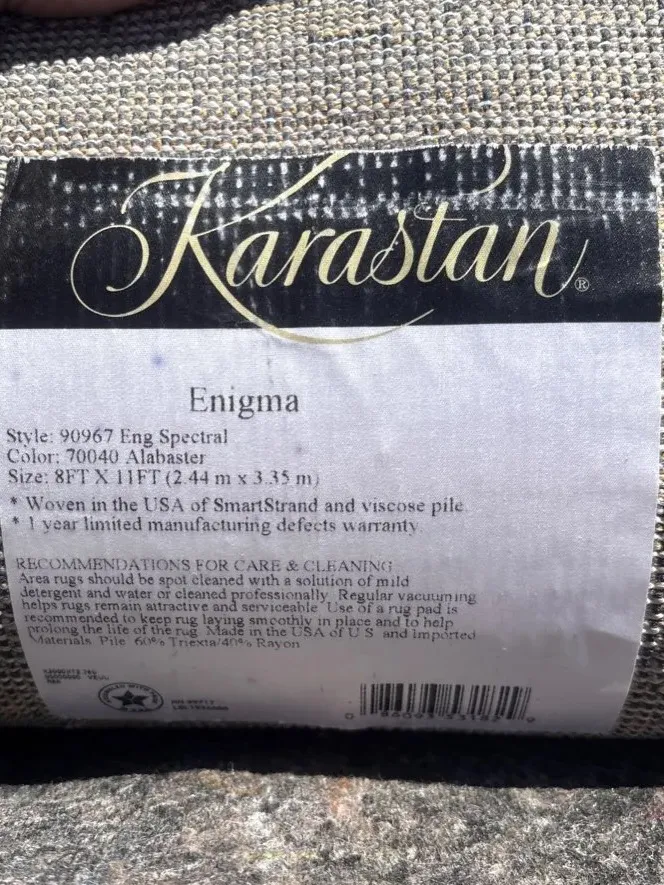 Karastan®
Enigma
Style: 90967 Eng Spectral
Color: 70040 Alabaster
Size: 8FT X 11FT (2.44 m x 3.35 m)
* Woven in the USA of SmartStrand and viscose pile.
* 1 year limited manufacturing defects warranty.
RECOMMENDATIONS FOR CARE & CLEANING
Area rugs should be spot cleaned with a solution of mild
detergent and water or cleaned professionally. Regular vacuuming
helps rugs remain attractive and serviceable. Use of a rug pad is
recommended to keep rug laying smoothly in place and to help
prolong the life of the rug. Made in the USA of U S and Imported
Materials. Pile 60% Triexta/40% Rayon